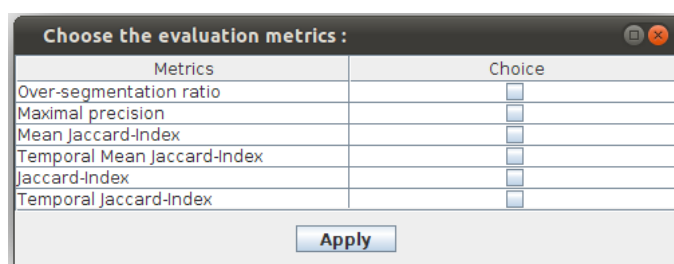 Choose the evaluation metrics :
Metrics Choice
Over-segmentation ratio
Maximal precision
Mean Jaccard-Index
Temporal Mean Jaccard-Index
Jaccard-Index
Temporal Jaccard-Index
Apply